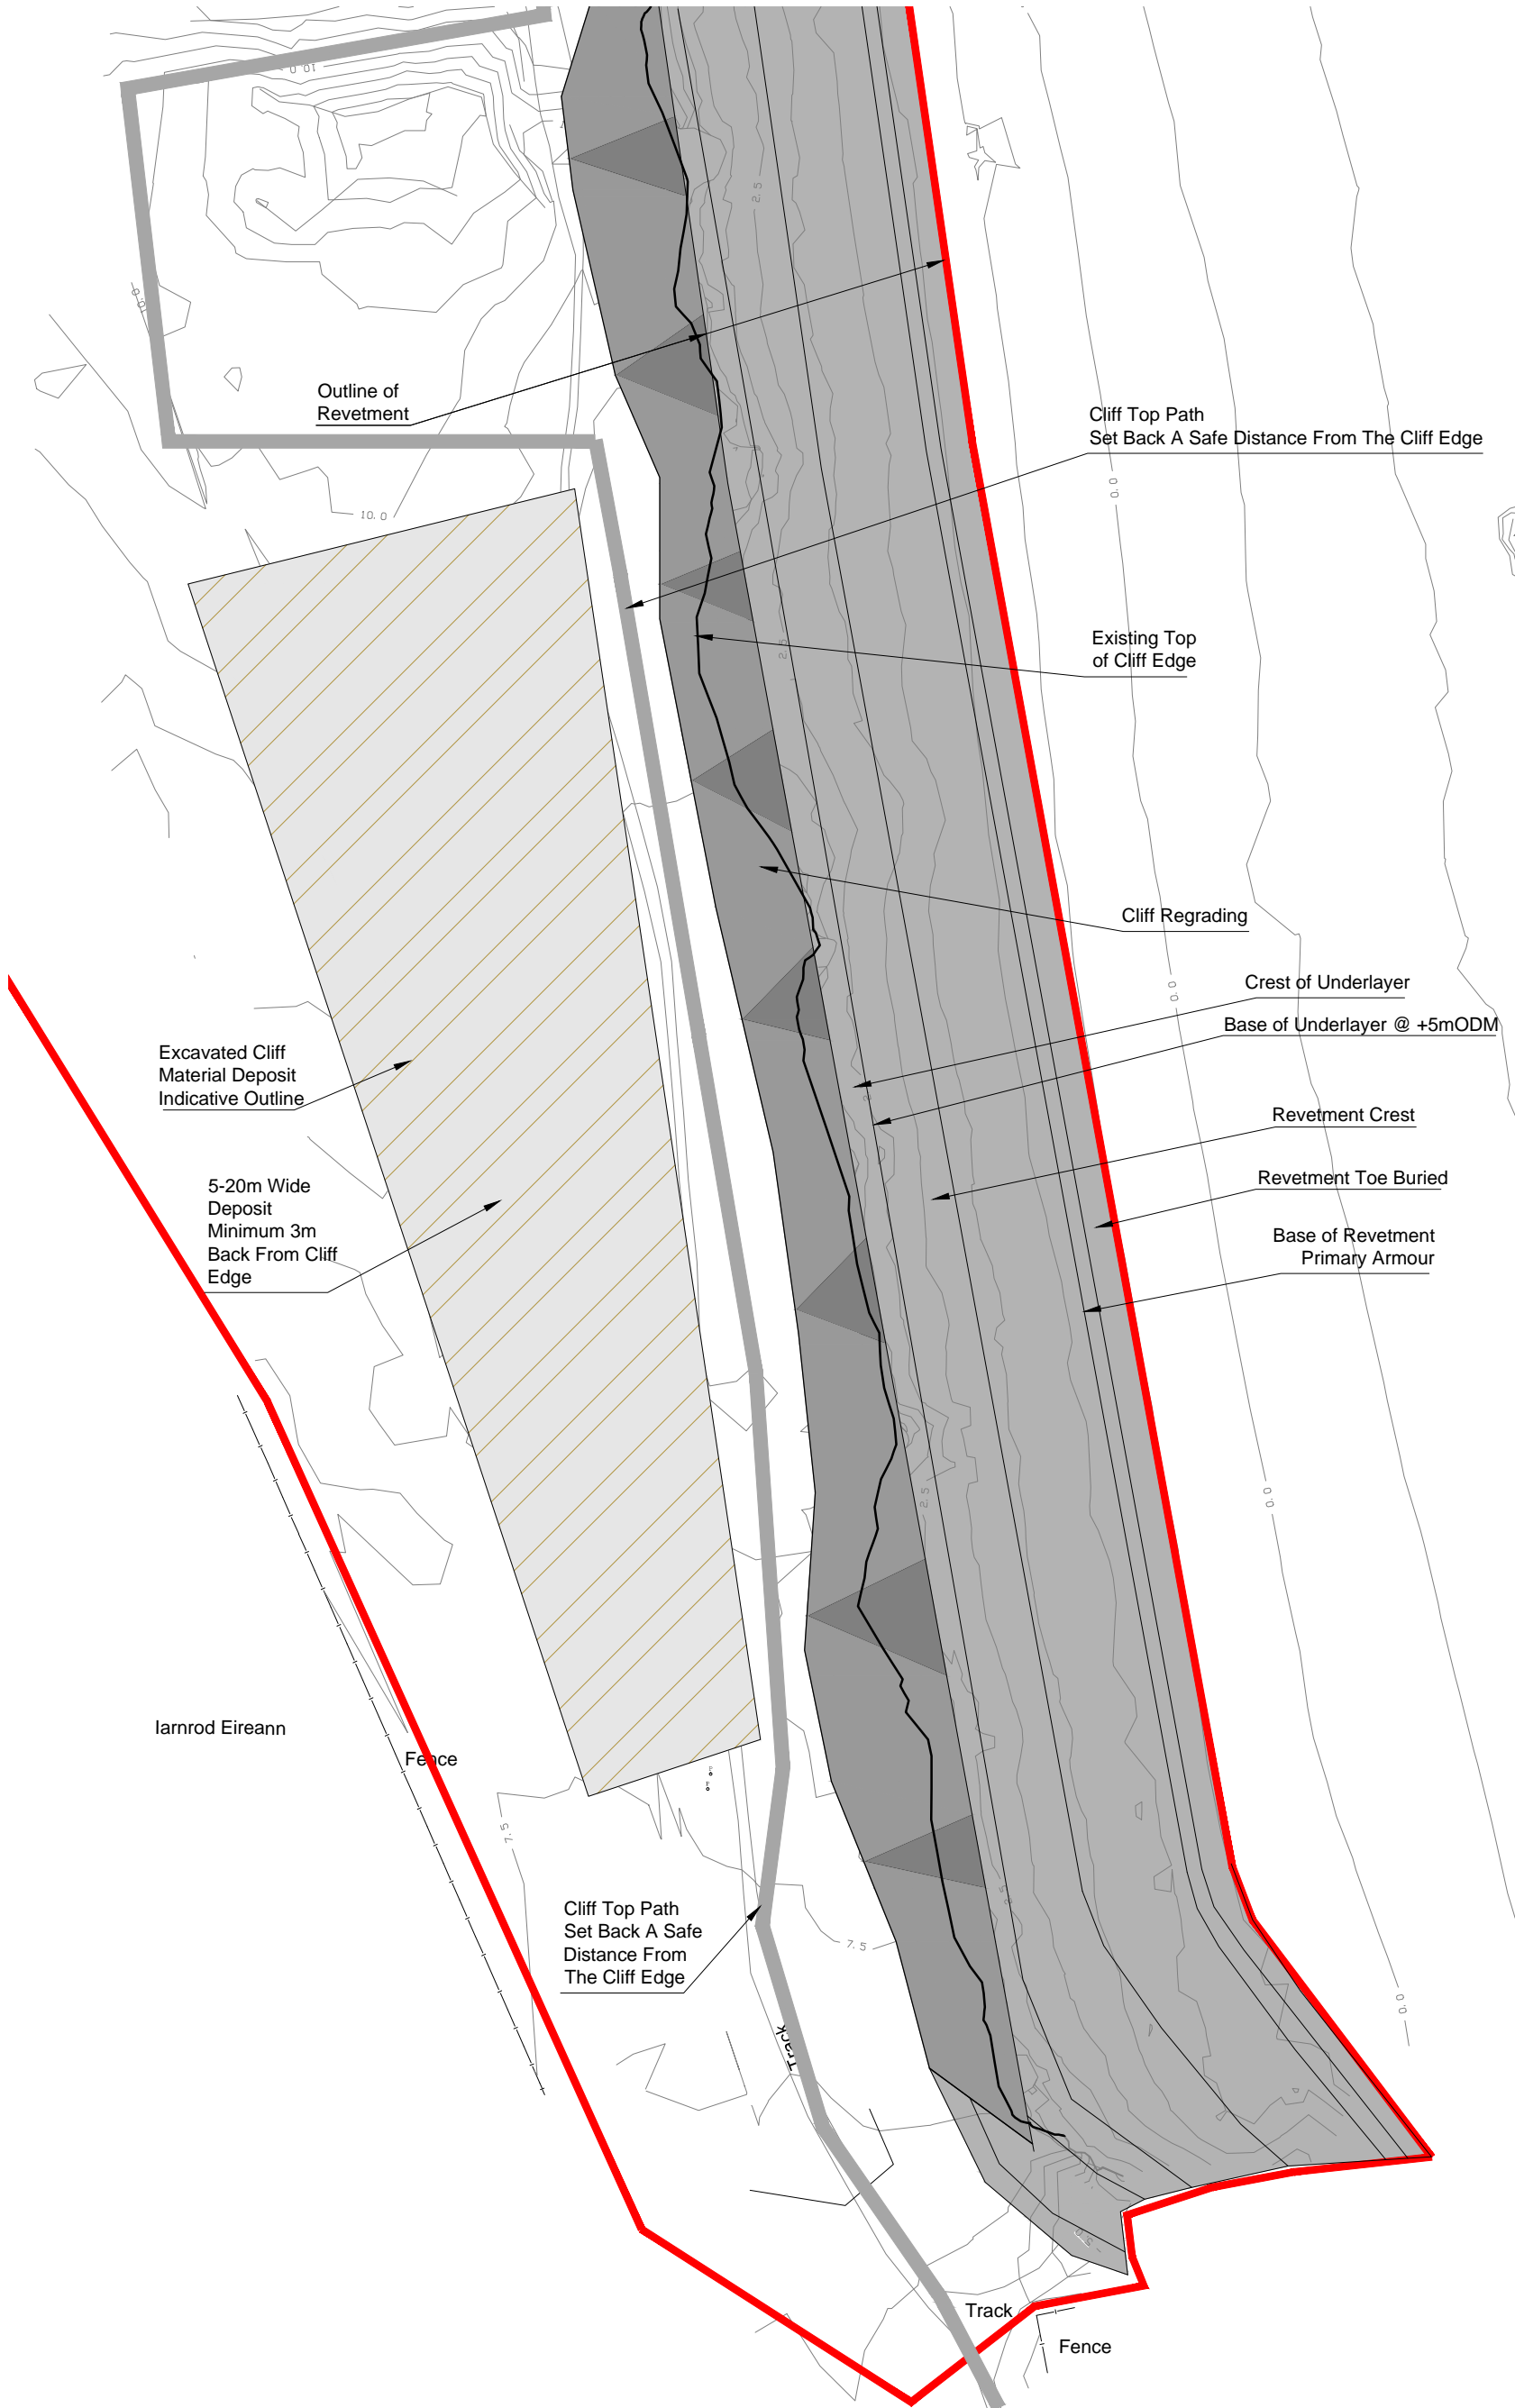 10.0
2.5
10.0
Outline of
Revetment
Cliff Top Path
Set Back A Safe Distance From The Cliff Edge
0.0
10.0
Existing Top
of Cliff Edge
2.5
Cliff Regrading
Crest of Underlayer
0.0
Base of Underlayer @ +5mODM
Excavated Cliff
Material Deposit
Indicative Outline
Revetment Crest
5-20m Wide
Deposit
Minimum 3m
Back From Cliff
Edge
Revetment Toe Buried
Base of Revetment
Primary Armour
2.5
0.0
Iarnrod Eireann
Fence
7.5
Cliff Top Path
Set Back A Safe
Distance From
The Cliff Edge
7.5
0.0
Track
Track
Fence